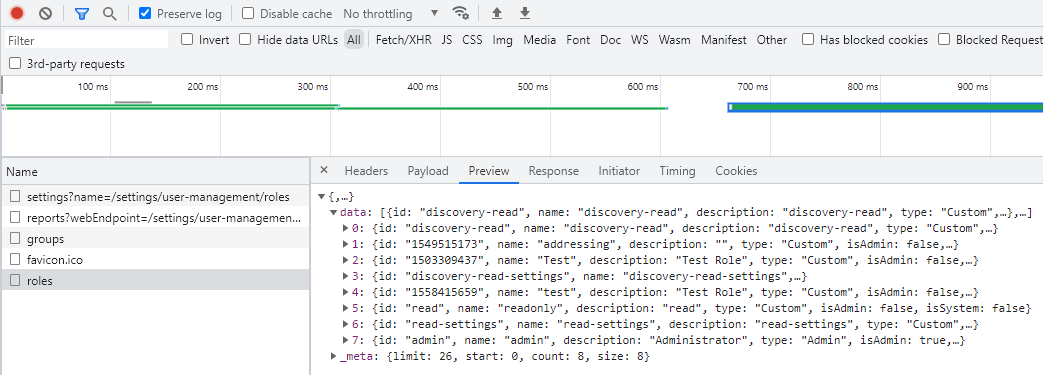 Preserve log Disable cache No throttling
Filter Invert Hide data URLs All Fetch/XHR JS CSS Img Media Font Doc WS Wasm Manifest Other Has blocked cookies Blocked Request
3rd-party requests
100 ms 200 ms 300 ms 400 ms 500 ms 600 ms 700 ms 800 ms 900 ms
Name
settings?name=/settings/user-management/roles
reports?webEndpoint=/settings/user-managemen...
groups
favicon.ico
roles
× Headers Payload Preview Response Initiator Timing Cookies
▼{,…}
▼data: [{id: "discovery-read", name: "discovery-read", description: "discovery-read", type: "Custom",…},…]
▶0: {id: "discovery-read", name: "discovery-read", description: "discovery-read", type: "Custom",…}
▶1: {id: "1549515173", name: "addressing", description: "", type: "Custom", isAdmin: false,…}
▶2: {id: "1503309437", name: "Test", description: "Test Role", type: "Custom", isAdmin: false,…}
▶3: {id: "discovery-read-settings", name: "discovery-read-settings",…}
▶4: {id: "1558415659", name: "test", description: "Test Role", type: "Custom", isAdmin: false,…}
▶5: {id: "read", name: "readonly", description: "read", type: "Custom", isAdmin: false, isSystem: false}
▶6: {id: "read-settings", name: "read-settings", description: "read-settings", type: "Custom",…}
▶7: {id: "admin", name: "admin", description: "Administrator", type: "Admin", isAdmin: true,…}
▶_meta: {limit: 26, start: 0, count: 8, size: 8}